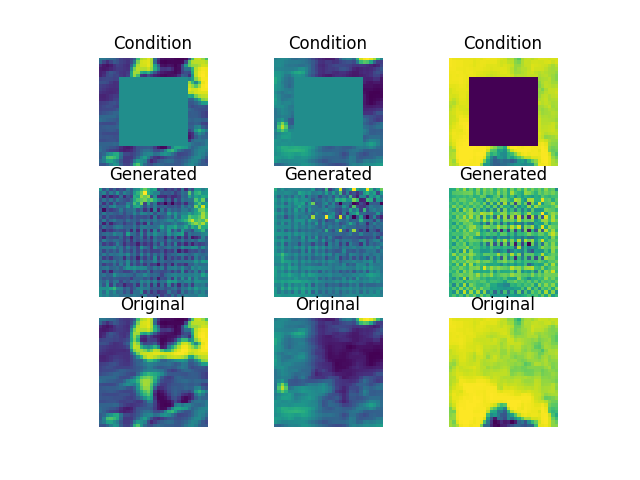 Condition Condition Condition
Generated Generated Generated
Original Original Original